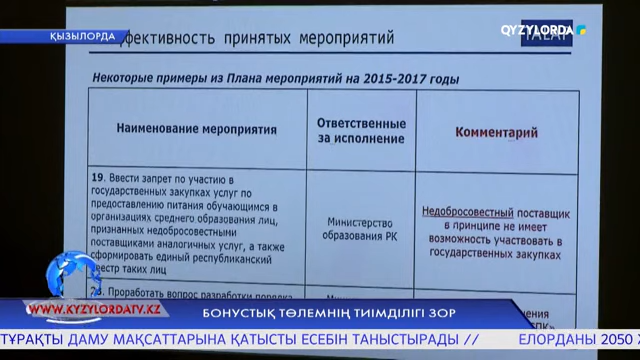 ҚЫЗЫЛОРДА
QYZYLORDA
эффективность принятых мероприятий
TALAP
Некоторые примеры из Плана мероприятий на 2015-2017 годы
Наименование мероприятия
Ответственные
за исполнение
Комментарий
19. Ввести запрет по участию в
государственных закупках услуг по
предоставлению питания обучающимся в
организациях среднего образования лиц,
признанных недобросовестными
поставщиками аналогичных услуг, а также
сформировать единый республиканский
реестр таких лиц
Министерство
образования РК
Недобросовестный поставщик
в принципе не имеет
возможность участвовать в
государственных закупках
Проработать вопрос разработки порядка
WWW.KYZYLORDATV.KZ
БОНУСТЫҚ ТӨЛЕМНІҢ ТИІМДІЛІГІ ЗОР
ТҰРАҚТЫ ДАМУ МАҚСАТТАРЫНА ҚАТЫСТЫ ЕСЕБІН ТАНЫСТЫРАДЫ // ЕЛОРДАНЫ 2050